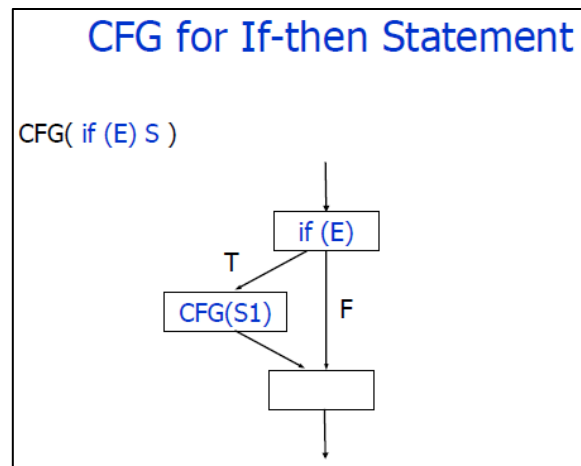 CFG for If-then Statement
CFG( if (E) S )
if (E)
T
CFG(S1)
F